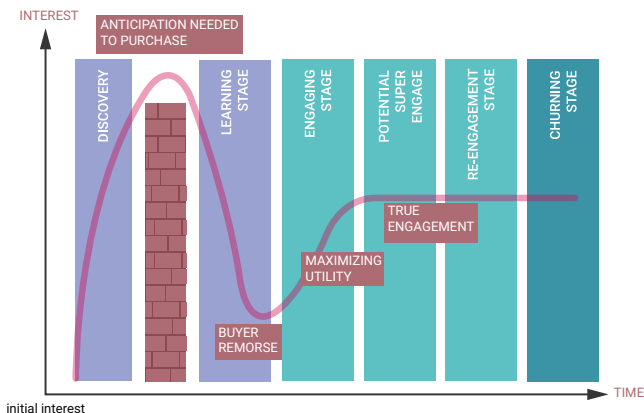 INTEREST
ANTICIPATION NEEDED
TO PURCHASE
DISCOVERY
LEARNING
STAGE
ENGAGING
STAGE
POTENTIAL
SUPER
ENGAGE
RE-ENGAGEMENT
STAGE
CHURNING
STAGE
TRUE
ENGAGEMENT
MAXIMIZING
UTILITY
BUYER
REMORSE
TIME
initial interest